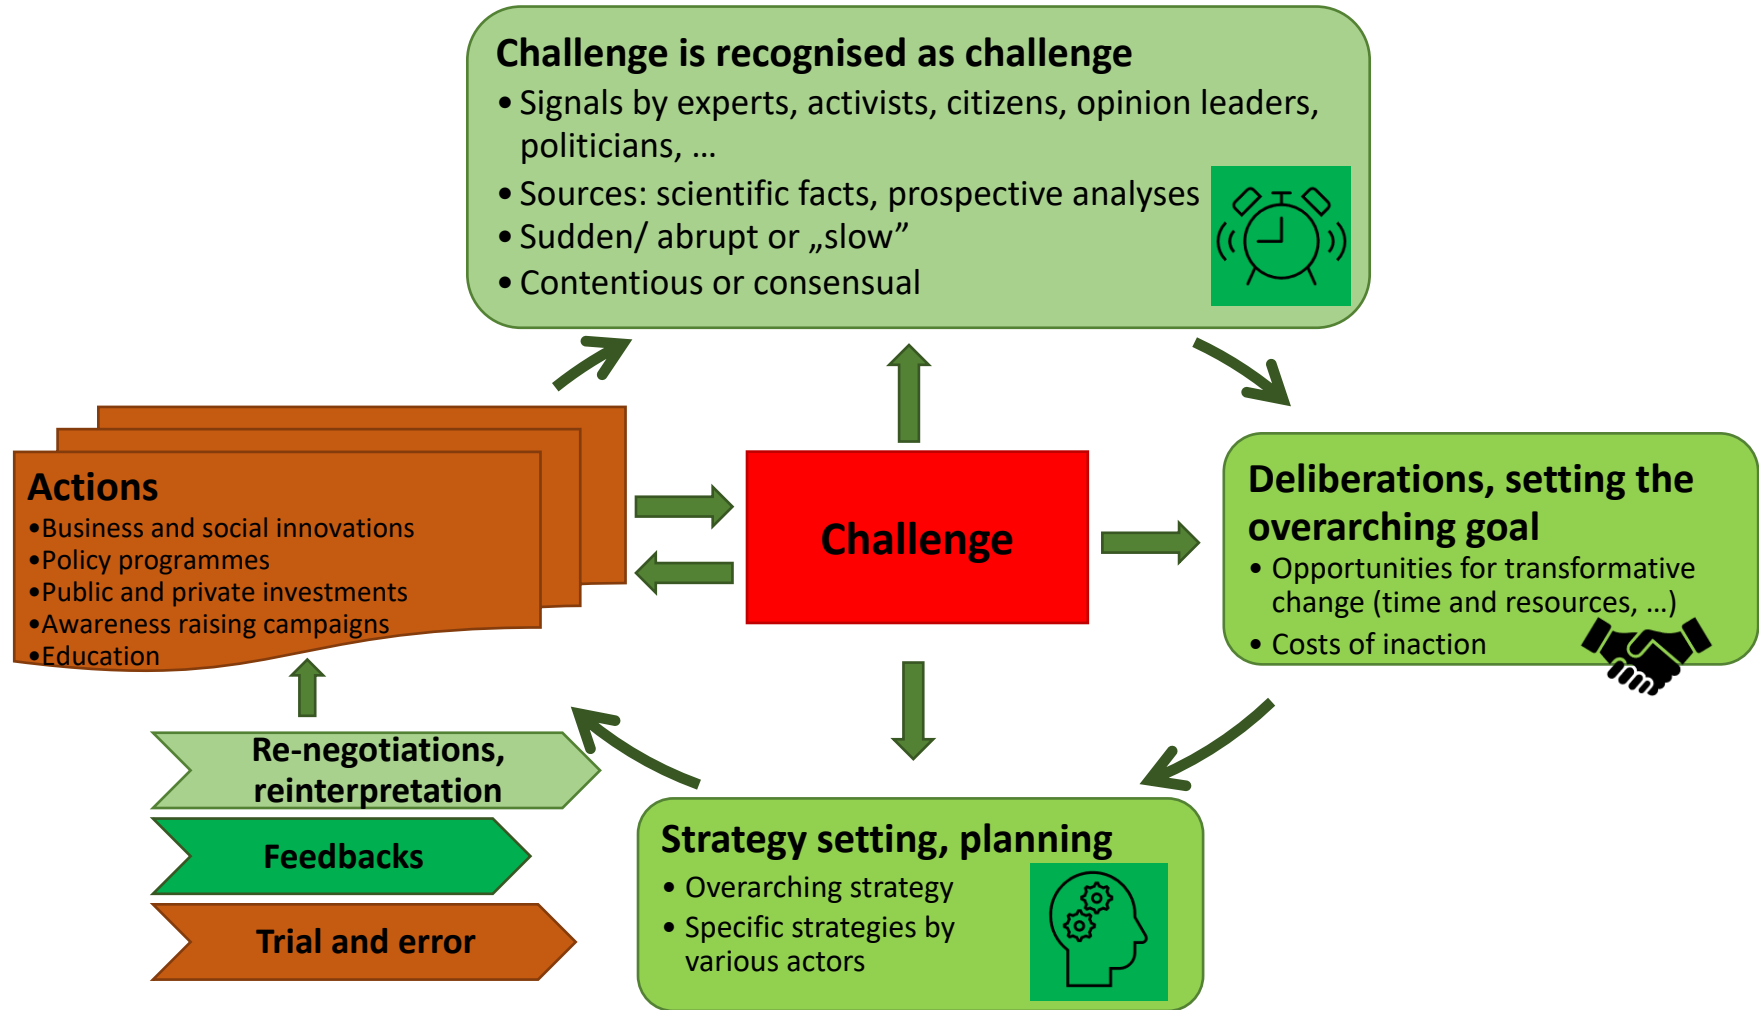 Challenge is recognised as challenge
• Signals by experts, activists, citizens, opinion leaders,
politicians, ...
• Sources: scientific facts, prospective analyses
• Sudden/ abrupt or „slow”
• Contentious or consensual
Actions
•Business and social innovations
•Policy programmes
•Public and private investments
•Awareness raising campaigns
•Education
Challenge
Deliberations, setting the
overarching goal
• Opportunities for transformative
change (time and resources, ...)
• Costs of inaction
Re-negotiations,
reinterpretation
Feedbacks
Trial and error
Strategy setting, planning
• Overarching strategy
• Specific strategies by
various actors